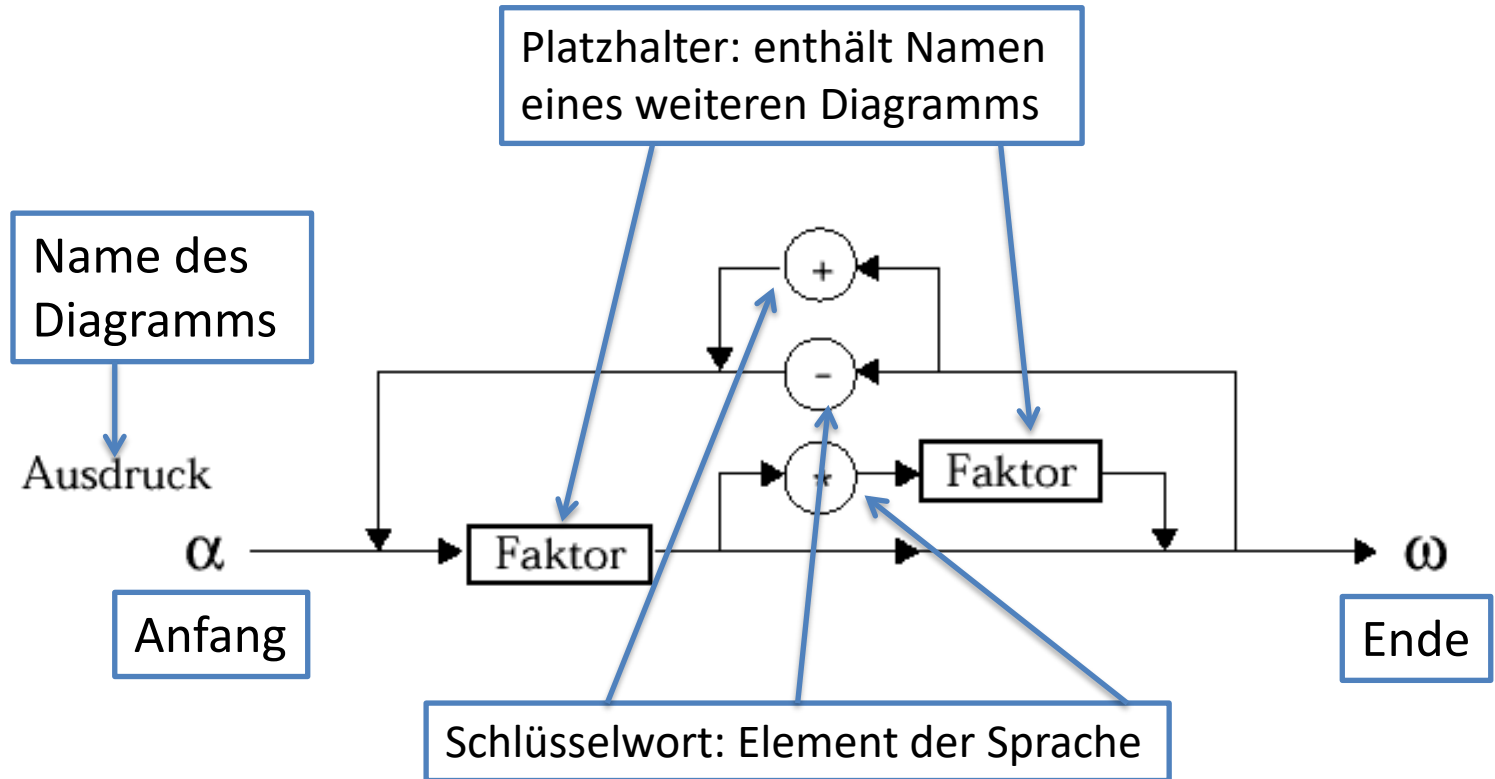 Platzhalter: enthält Namen
eines weiteren Diagramms
Name des
Diagramms
+
-
Ausdruck
*
Faktor
α
Faktor
ω
Anfang
Ende
Schlüsselwort: Element der Sprache